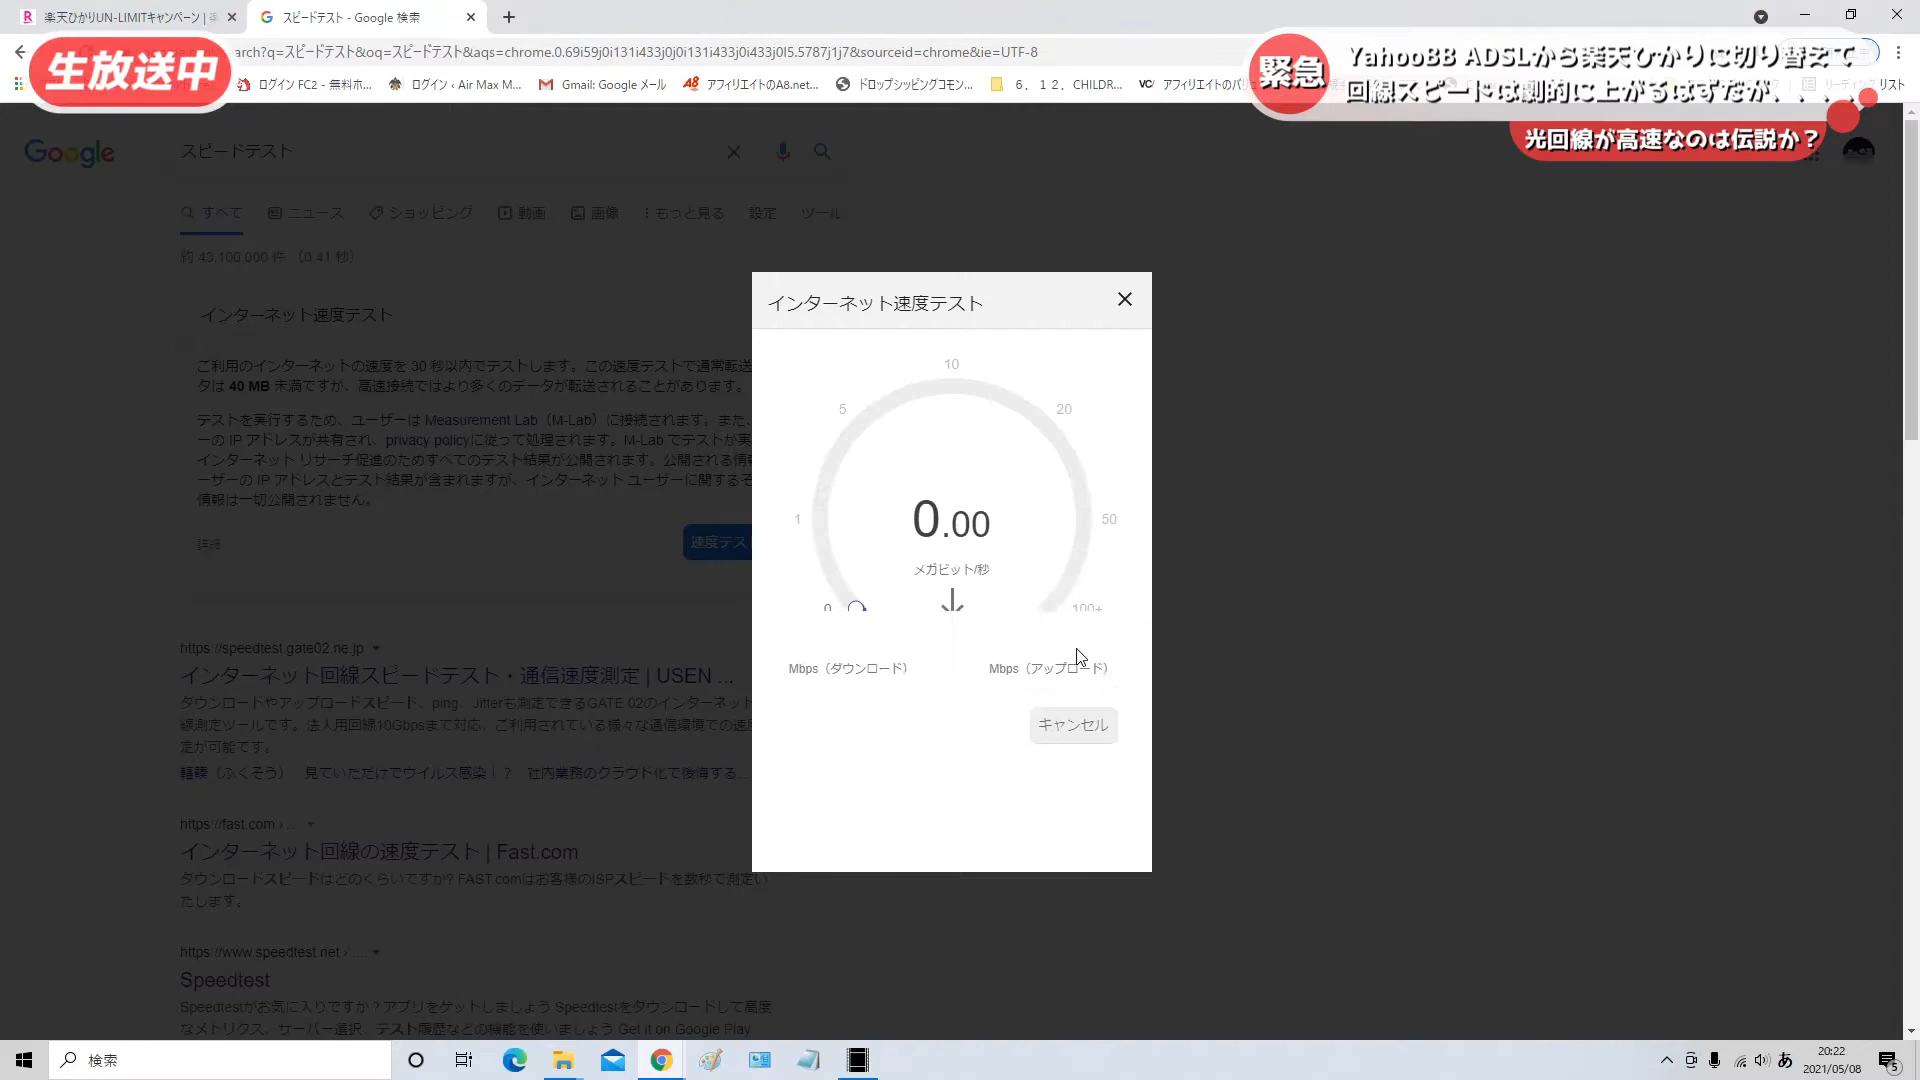 楽天ひかりUN-LIMITキャンペーン |
スピードテスト - Google 検索
arch?q=スピードテスト&oq=スピードテスト&aqs=chrome.0.69i59j0i131i433j0j0i131i433j0i433j0l5.5787j1j7&sourceid=chrome&ie=UTF-8
生放送中
ログイン FC2 - 無料ホ...
ログイン ‹ Air Max M...
Gmail: Google メール
アフィリエイトのA8.net...
ドロップシッピングコモン...
6．１２．CHILDR...
アフィリエイトのバリュ
リーディング リスト
緊急
YahooBB ADSLから楽天ひかりに切り替えて
回線スピードは劇的に上がるはずだが、、、、
光回線が高速なのは伝説か？
Google
スピードテスト
すべて
ニュース
ショッピング
動画
画像
もっと見る
設定
ツール
約 43,100,000 件 （0.41 秒）
インターネット速度テスト
ご利用のインターネットの速度を 30 秒以内でテストします。この速度テストで通常転送
タは 40 MB 未満ですが、高速接続ではより多くのデータが転送されることがあります。
テストを実行するため、ユーザーは Measurement Lab（M-Lab）に接続されます。また、
ーの IP アドレスが共有され、privacy policyに従って処理されます。M-Lab でテストが実
インターネット リサーチ促進のためすべてのテスト結果が公開されます。公開される情
ーザーの IP アドレスとテスト結果が含まれますが、インターネット ユーザーに関するそ
情報は一切公開されません。
詳細
速度テス
インターネット速度テスト
10
5
20
1
50
0.00
メガビット/秒
0
100+
Mbps（ダウンロード）
Mbps（アップロード）
キャンセル
https://speedtest.gate02.ne.jp
インターネット回線スピードテスト・通信速度測定 | USEN ...
ダウンロードやアップロードスピード、ping、Jitterも測定できるGATE 02のインターネット
線測定ツールです。法人用回線10Gbpsまで対応、ご利用されている様々な通信環境での速
定が可能です。
輻輳（ふくそう）　見ていただけでウイルス感染！？　社内業務のクラウド化で後悔する...
https://fast.com › ...
インターネット回線の速度テスト | Fast.com
ダウンロードスピードはどのくらいですか? FAST.comはお客様のISPスピードを数秒で測定い
たします。
https://www.speedtest.net › ...
Speedtest
Speedtestがお気に入りですか？アプリをゲットしましょう Speedtestをダウンロードして高度
なメトリクス、サーバー選択、テスト履歴などの機能を使いましょう Get it on Google Play
検索
あ
20:22
2021/05/08
5